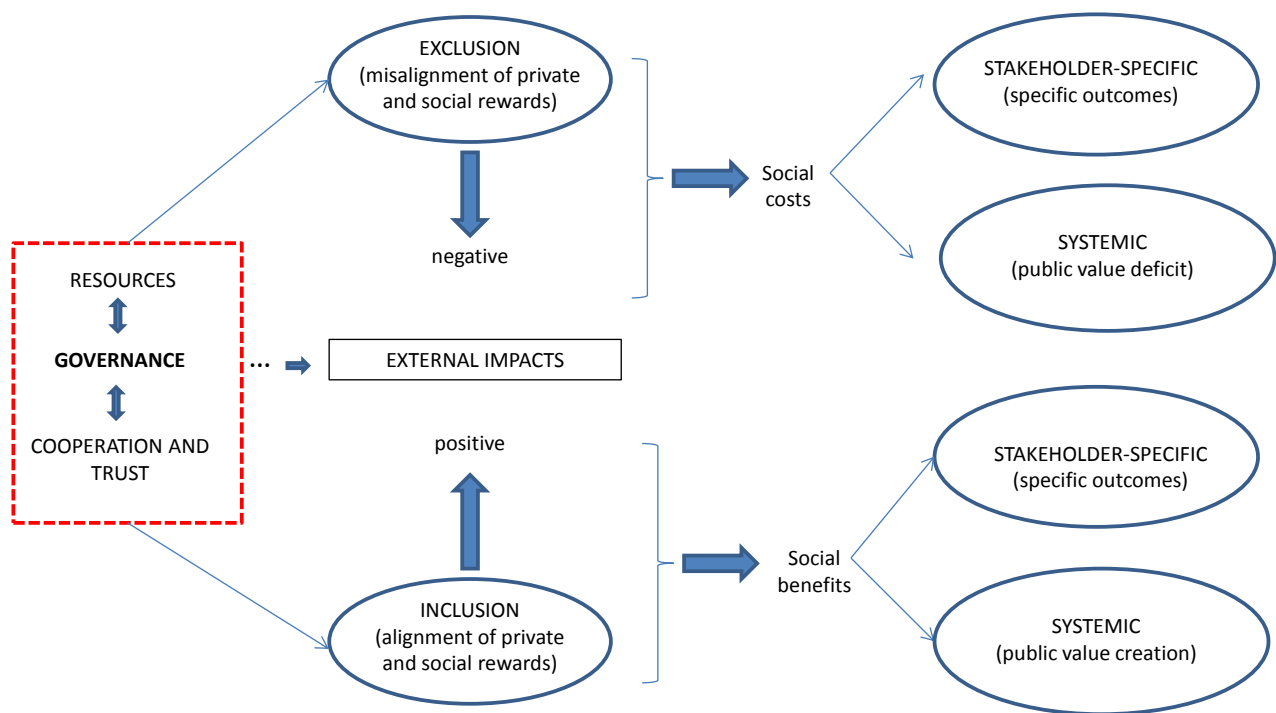 EXCLUSION
(misalignment of private
and social rewards)
negative
Social
costs
STAKEHOLDER-SPECIFIC
(specific outcomes)
SYSTEMIC
(public value deficit)
RESOURCES
GOVERNANCE
COOPERATION AND
TRUST
...
EXTERNAL IMPACTS
positive
INCLUSION
(alignment of private
and social rewards)
Social
benefits
STAKEHOLDER-SPECIFIC
(specific outcomes)
SYSTEMIC
(public value creation)